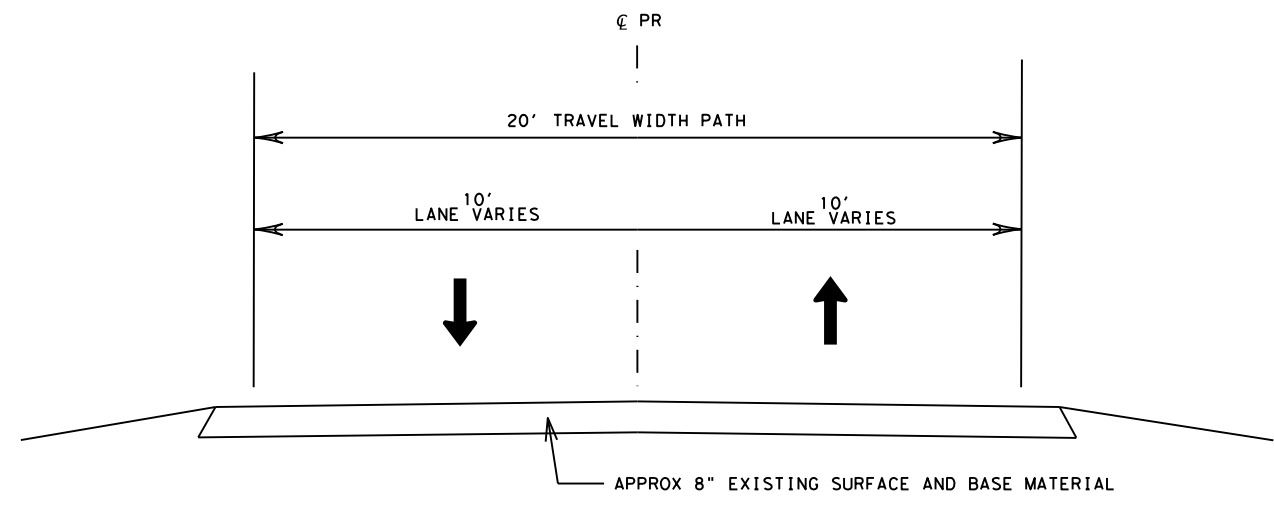 ℄ PR
20' TRAVEL WIDTH PATH
10'
LANE VARIES
10'
LANE VARIES
APPROX 8" EXISTING SURFACE AND BASE MATERIAL